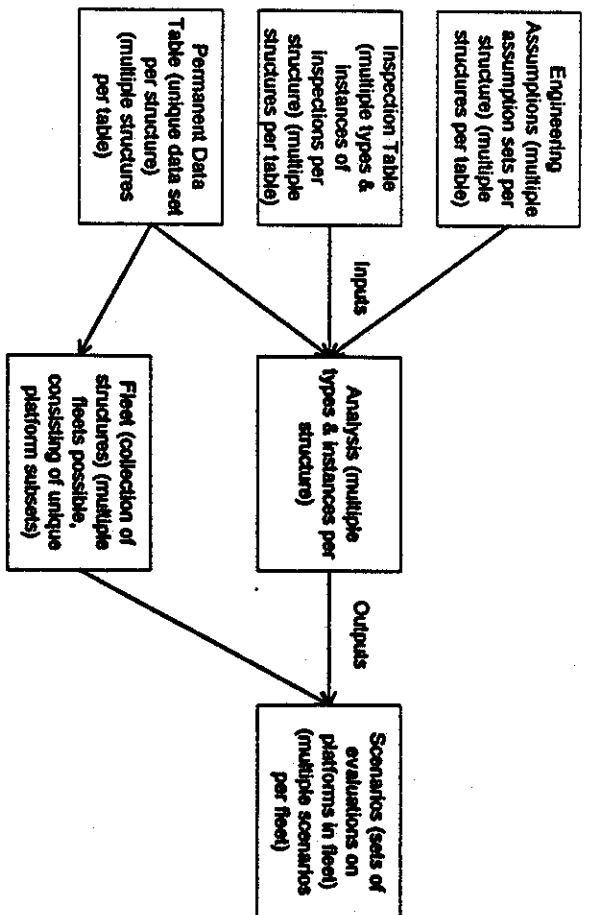 Engineering
Assumptions (multiple
assumption sets per
structure) (multiple
structures per table)
Inspection Table
(multiple types &
instances of
inspections per
structure) (multiple
structures per table)
Permanent Data
Table (unique data set
per structure)
(multiple structures
per table)
Inputs
Analysis (multiple
types & instances per
structure)
Fleet (collection of
structures) (multiple
fleets possible,
consisting of unique
platform subsets)
Outputs
Scenarios (sets of
evaluations on
platforms in fleet)
(multiple scenarios
per fleet)